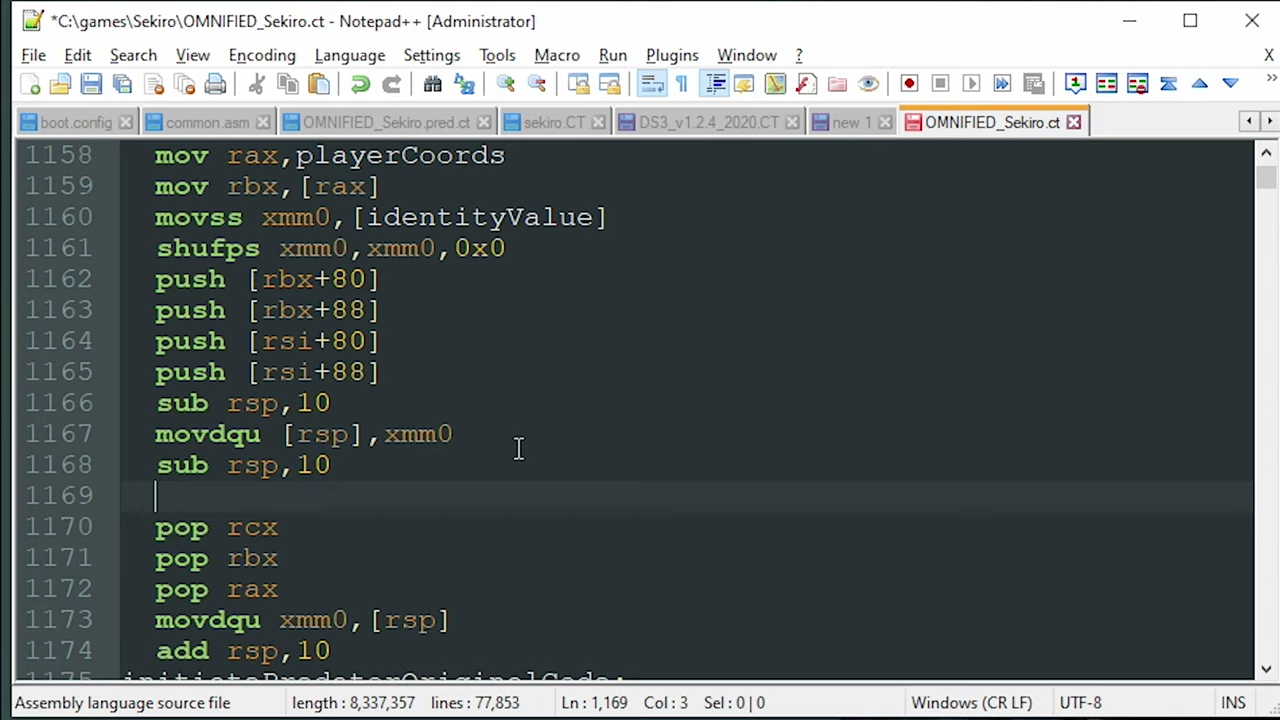 *C:\games\Sekiro\OMNIFIED_Sekiro.ct - Notepad++ [Administrator]
File Edit Search View Encoding Language Settings Tools Macro Run Plugins Window ? X
boot.config common.asm OMNIFIED_Sekiro.pred.ct sekiro.CT DS3_v1.2.4_2020.CT new 1 OMNIFIED_Sekiro.ct
1158 mov rax,playerCoords
1159 mov rbx,[rax]
1160 movss xmm0,[identityValue]
1161 shufps xmm0,xmm0,0x0
1162 push [rbx+80]
1163 push [rbx+88]
1164 push [rsi+80]
1165 push [rsi+88]
1166 sub rsp,10
1167 movdqu [rsp],xmm0
1168 sub rsp,10
1169
1170 pop rcx
1171 pop rbx
1172 pop rax
1173 movdqu xmm0,[rsp]
1174 add rsp,10
1175 initiatePredatorOriginalCode:
Assembly language source file length : 8,337,357 lines : 77,853 Ln : 1,169 Col : 3 Sel : 0 | 0 Windows (CR LF) UTF-8 INS